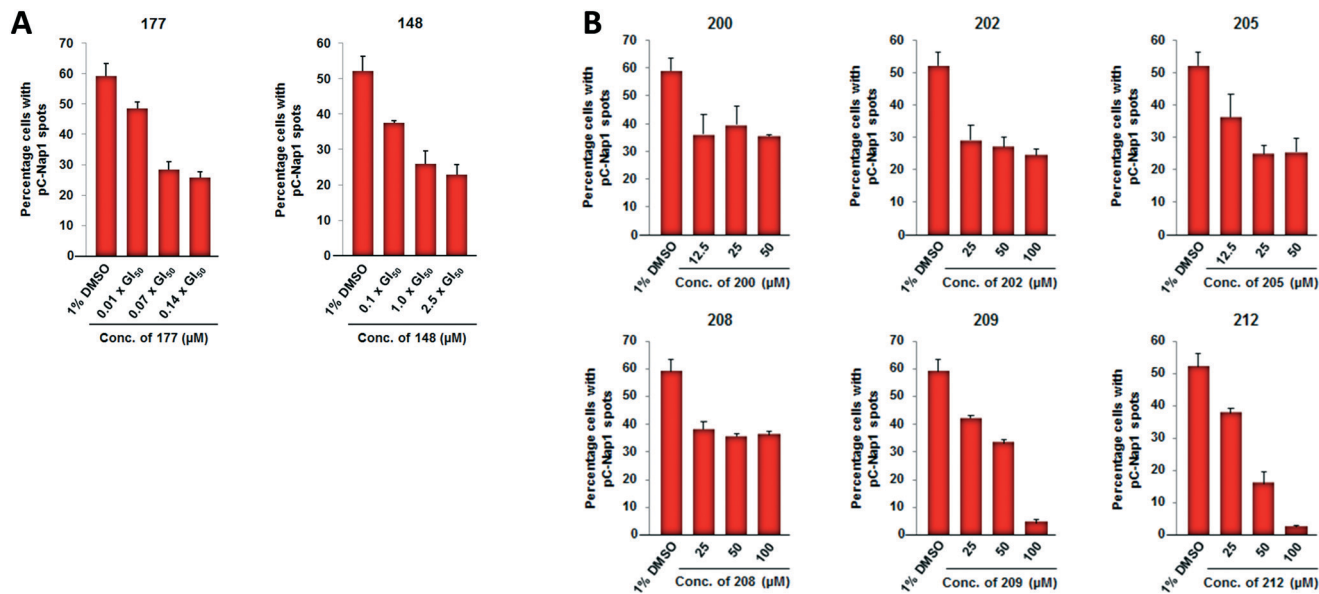 A
177
Percentage cells with
pC-Nap1 spots
70
60
50
40
30
20
10
0
1% DMSO
0.01 x GI50
0.07 x GI50
0.14 x GI50
Conc. of 177 (µM)
148
Percentage cells with
pC-Nap1 spots
60
50
40
30
20
10
0
1% DMSO
0.1 x GI50
1.0 x GI50
2.5 x GI50
Conc. of 148 (µM)
B
200
Percentage cells with
pC-Nap1 spots
70
60
50
40
30
20
10
0
1% DMSO
12.5
25
50
Conc. of 200 (µM)
202
Percentage cells with
pC-Nap1 spots
60
50
40
30
20
10
0
1% DMSO
25
50
100
Conc. of 202 (µM)
205
Percentage cells with
pC-Nap1 spots
60
50
40
30
20
10
0
1% DMSO
12.5
25
50
Conc. of 205 (µM)
208
Percentage cells with
pC-Nap1 spots
70
60
50
40
30
20
10
0
1% DMSO
25
50
100
Conc. of 208 (µM)
209
Percentage cells with
pC-Nap1 spots
70
60
50
40
30
20
10
0
1% DMSO
25
50
100
Conc. of 209 (µM)
212
Percentage cells with
pC-Nap1 spots
60
50
40
30
20
10
0
1% DMSO
25
50
100
Conc. of 212 (µM)